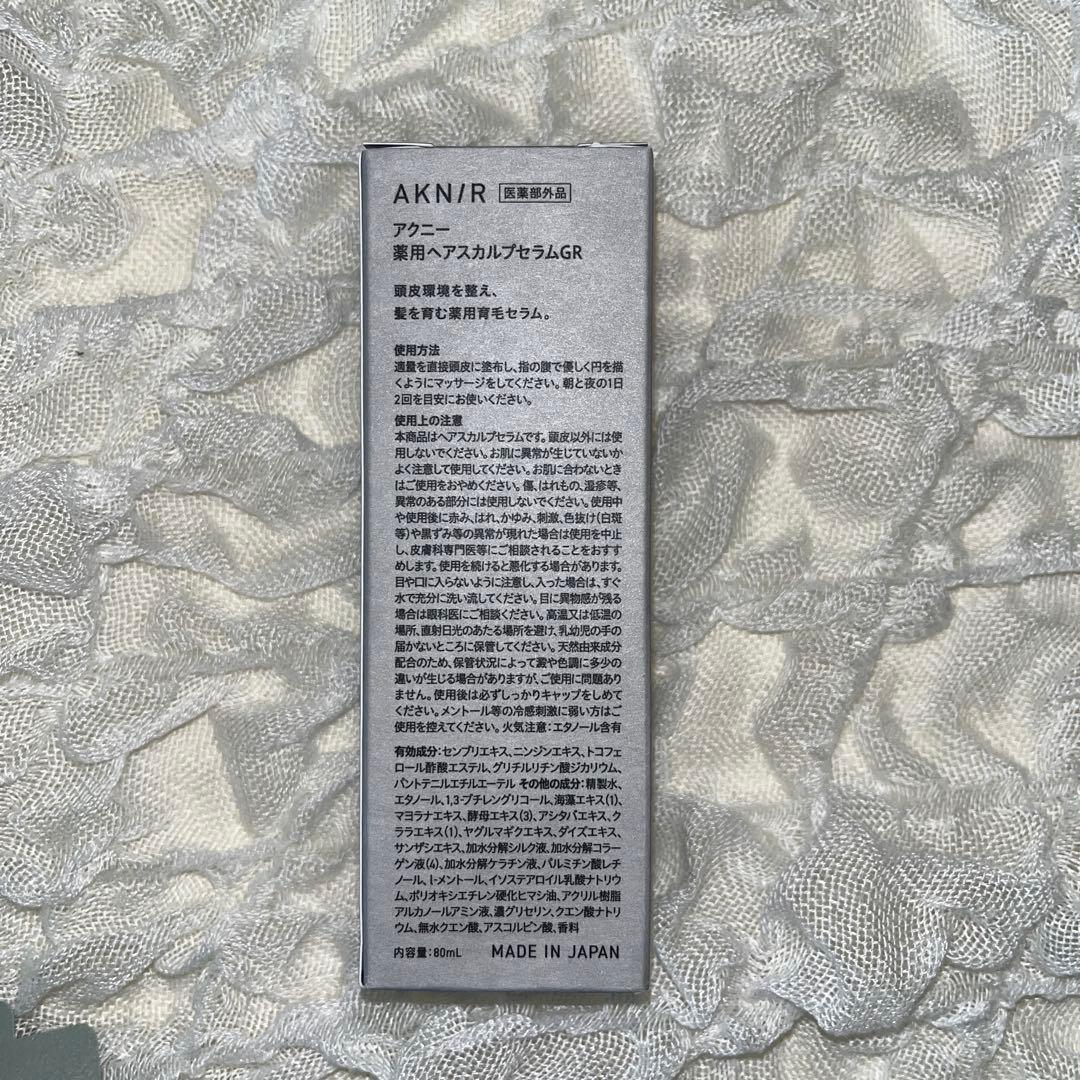 AKN/R 医薬部外品
アクニー
薬用ヘアスカルプセラムGR
頭皮環境を整え、
髪を育む薬用育毛セラム。
使用方法
適量を直接頭皮に塗布し、指の腹で優しく円を描
くようにマッサージをしてください。朝と夜の1日
2回を目安にお使いください。
使用上の注意
本商品はヘアスカルプセラムです。頭皮以外には使
用しないでください。お肌に異常が生じていないか
よく注意して使用してください。お肌に合わないとき
はご使用をおやめください。傷、はれもの、湿疹等、
異常のある部分には使用しないでください。使用中
や使用後に赤み、はれ、かゆみ、刺激、色抜け(白斑
等)や黒ずみ等の異常が現れた場合は使用を中止
し、皮膚科専門医等にご相談されることをおすす
めします。使用を続けると悪化する場合があります。
目や口に入らないように注意し、入った場合は、すぐ
水で充分に洗い流してください。目に異物感が残る
場合は眼科医にご相談ください。高温又は低温の
場所、直射日光のあたる場所を避け、乳幼児の手の
届かないところに保管してください。天然由来成分
配合のため、保管状況によって澱や色調に多少の
違いが生じる場合がありますが、ご使用に問題あり
ません。使用後は必ずしっかりキャップをしめて
ください。メントール等の冷感刺激に弱い方はご
使用を控えてください。火気注意:エタノール含有
有効成分:センブリエキス、ニンジンエキス、トコフェ
ロール酢酸エステル、グリチルリチン酸ジカリウム、
パントテニルエチルエーテル その他の成分:精製水、
エタノール、1,3-ブチレングリコール、海藻エキス(1)、
マヨラナエキス、酵母エキス(3)、アシタバエキス、ク
ララエキス(1)、ヤグルマギクエキス、ダイズエキス、
サンザシエキス、加水分解シルク液、加水分解コラー
ゲン液(4)、加水分解ケラチン液、パルミチン酸レチ
ノール、l-メントール、イソステアロイル乳酸ナトリウ
ム、ポリオキシエチレン硬化ヒマシ油、アクリル樹脂
アルカノールアミン液、濃グリセリン、クエン酸ナトリ
ウム、無水クエン酸、アスコルビン酸、香料
内容量:80mL MADE IN JAPAN